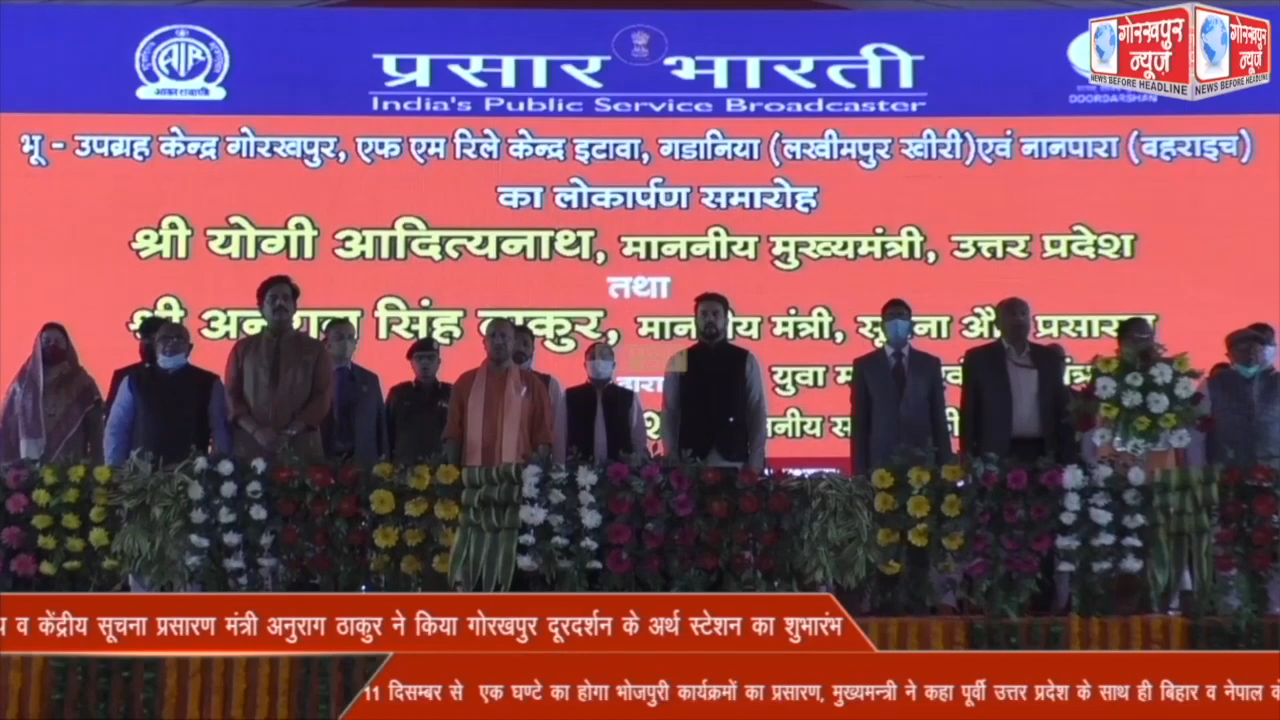 AIR
आकाशवाणी
प्रसार भारती
India's Public Service Broadcaster
DOORDARSHAN
गोरखपुर
न्यूज़
NEWS BEFORE HEADLINE
गोरखपुर
न्यूज़
NEWS BEFORE HEADLINE
भू - उपग्रह केन्द्र गोरखपुर, एफ एम रिले केन्द्र इटावा, गडानिया (लखीमपुर खीरी)एवं नानपारा (बहराइच)
का लोकार्पण समारोह
श्री योगी आदित्यनाथ, माननीय मुख्यमंत्री, उत्तर प्रदेश
तथा
श्री सिंह ठाकुर, माननीय मंत्री, सूचना और प्रसारण
युवा
व केंद्रीय सूचना प्रसारण मंत्री अनुराग ठाकुर ने किया गोरखपुर दूरदर्शन के अर्थ स्टेशन का शुभारंभ
11 दिसम्बर से एक घण्टे का होगा भोजपुरी कार्यक्रमों का प्रसारण, मुख्यमन्त्री ने कहा पूर्वी उत्तर प्रदेश के साथ ही बिहार व नेपाल के